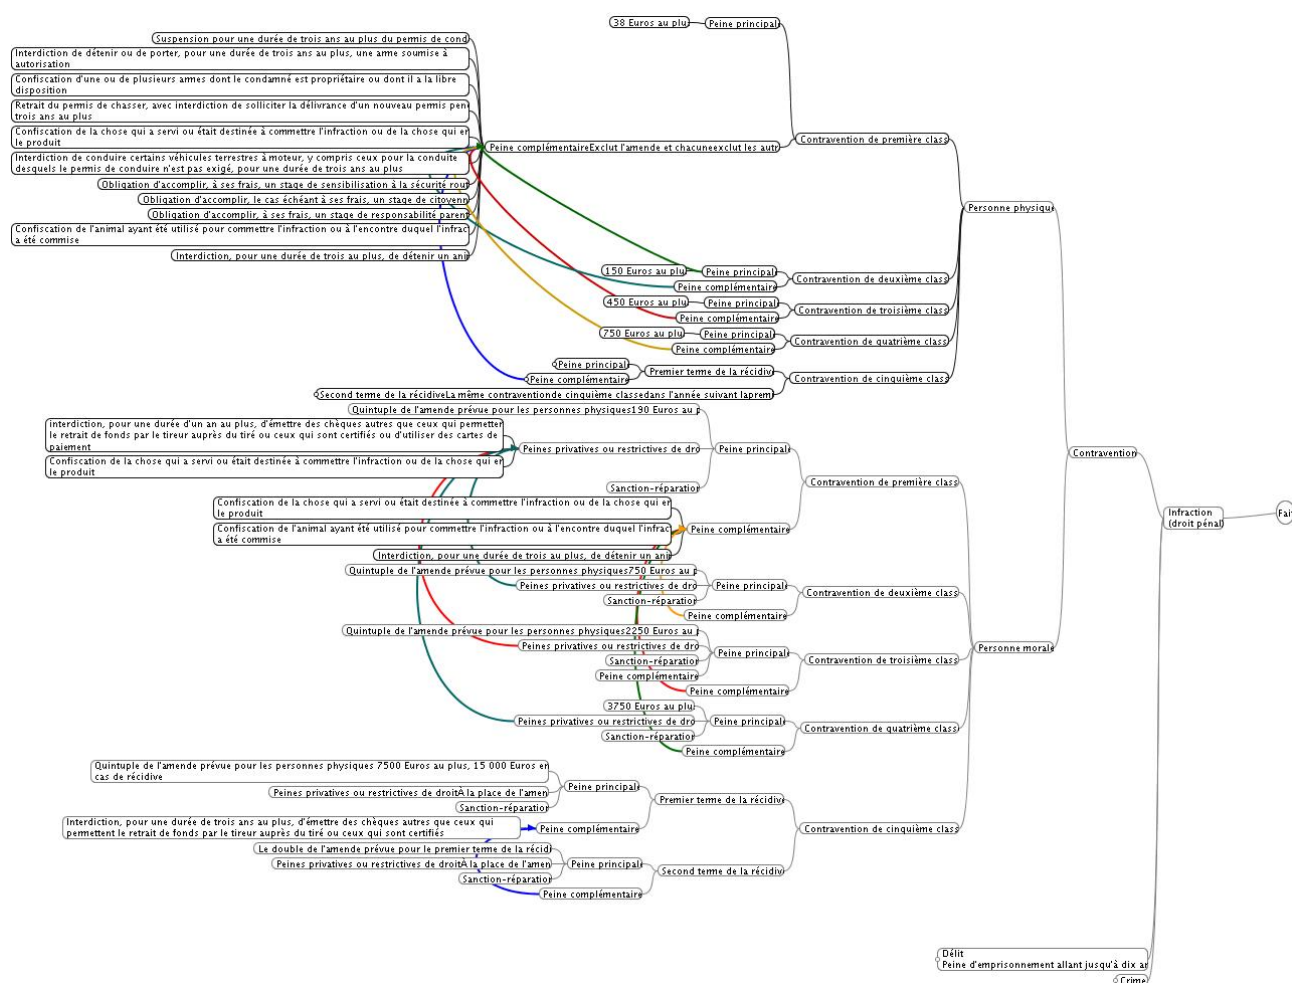 38 Euros au plu
Peine principal
Suspension pour une durée de trois ans au plus du permis de cond
Interdiction de détenir ou de porter, pour une durée de trois ans au plus, une arme soumise à
autorisation
Confiscation d'une ou de plusieurs armes dont le condamné est propriétaire ou dont il a la libre
disposition
Retrait du permis de chasser, avec interdiction de solliciter la délivrance d'un nouveau permis pen
trois ans au plus
Confiscation de la chose qui a servi ou était destinée à commettre l'infraction ou de la chose qui er
le produit
Interdiction de conduire certains véhicules terrestres à moteur, y compris ceux pour la conduite
desquels le permis de conduire n'est pas exigé, pour une durée de trois ans au plus
Obligation d'accomplir, à ses frais, un stage de sensibilisation à la sécurité rout
Obligation d'accomplir, le cas échéant à ses frais, un stage de citoyenn
Obligation d'accomplir, à ses frais, un stage de responsabilité parent
Confiscation de l'animal ayant été utilisé pour commettre l'infraction ou à l'encontre duquel l'infrac
a été commise
Interdiction, pour une durée de trois au plus, de détenir un ani
Peine complémentaireExclut l'amende et chacuneexclut les autr
Contravention de première class
Personne physique
150 Euros au plu
Peine principal
Peine complémentaire
Contravention de deuxième class
450 Euros au plu
Peine principal
Peine complémentaire
Contravention de troisième class
750 Euros au plu
Peine principal
Peine complémentaire
Contravention de quatrième class
Peine principal
Peine complémentaire
Premier terme de la récidive
Contravention de cinquième class
Second terme de la récidiveLa même contraventionde cinquième classedans l'année suivant laprem
Quintuple de l'amende prévue pour les personnes physiques190 Euros au p
interdiction, pour une durée d'un an au plus, d'émettre des chèques autres que ceux qui permetten
le retrait de fonds par le tireur auprès du tiré ou ceux qui sont certifiés ou d'utiliser des cartes de
paiement
Confiscation de la chose qui a servi ou était destinée à commettre l'infraction ou de la chose qui er
le produit
Peines privatives ou restrictives de dro
Peine principale
Sanction-réparation
Contravention de première class
Confiscation de la chose qui a servi ou était destinée à commettre l'infraction ou de la chose qui er
le produit
Confiscation de l'animal ayant été utilisé pour commettre l'infraction ou à l'encontre duquel l'infrac
a été commise
Interdiction, pour une durée de trois au plus, de détenir un ani
Peine complémentaire
Contravention
Infraction
(droit pénal)
Fait
Quintuple de l'amende prévue pour les personnes physiques750 Euros au p
Peines privatives ou restrictives de dro
Sanction-réparation
Peine principale
Peine complémentaire
Contravention de deuxième class
Quintuple de l'amende prévue pour les personnes physiques2250 Euros au p
Peines privatives ou restrictives de dro
Sanction-réparation
Peine complémentaire
Peine principale
Peine complémentaire
Contravention de troisième class
Personne morale
3750 Euros au plu
Peines privatives ou restrictives de dro
Sanction-réparation
Peine principale
Peine complémentaire
Contravention de quatrième class
Quintuple de l'amende prévue pour les personnes physiques 7500 Euros au plus, 15 000 Euros en
cas de récidive
Peines privatives ou restrictives de droitÀ la place de l'amen
Sanction-réparation
Peine principale
Premier terme de la récidive
Interdiction, pour une durée de trois ans au plus, d'émettre des chèques autres que ceux qui
permettent le retrait de fonds par le tireur auprès du tiré ou ceux qui sont certifiés
Peine complémentaire
Contravention de cinquième class
Le double de l'amende prévue pour le premier terme de la récidi
Peines privatives ou restrictives de droitÀ la place de l'amen
Sanction-réparation
Peine principale
Second terme de la récidive
Peine complémentaire
Délit
Peine d'emprisonnement allant jusqu'à dix an
Crime